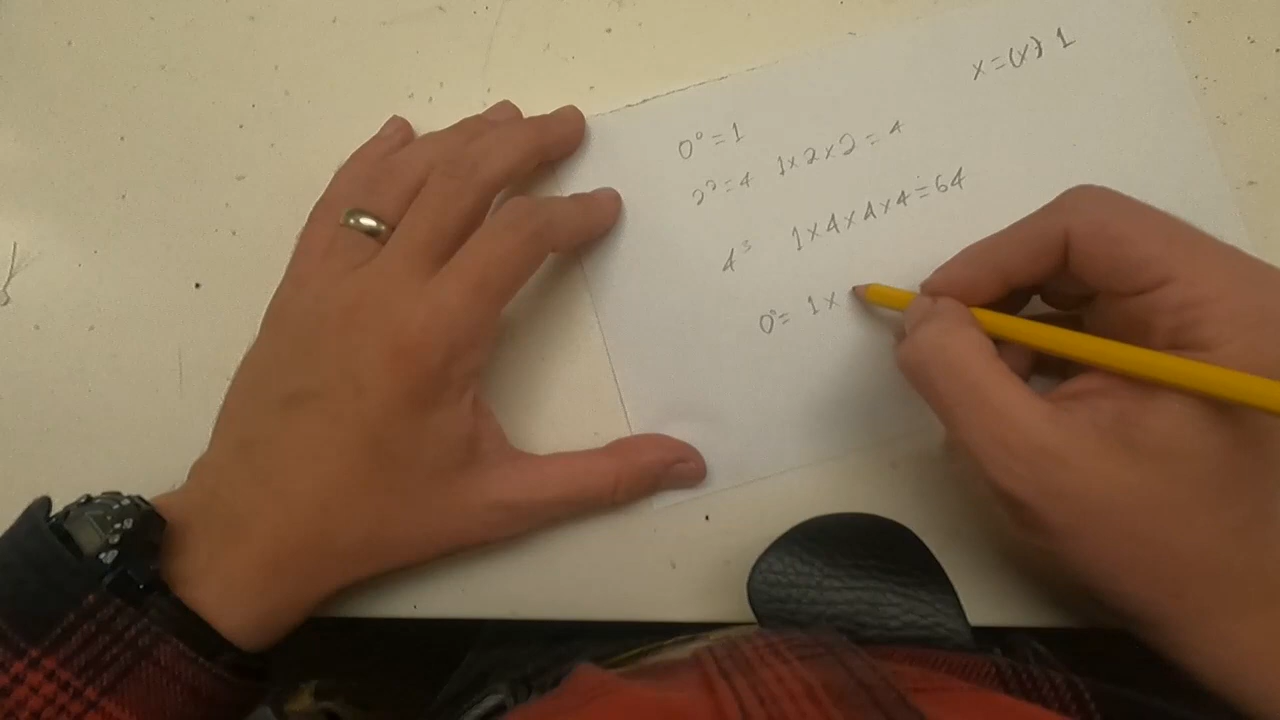 x = (x) 1
0⁰ = 1
2² = 4 1 x 2 x 2 = 4
4³ 1 x 4 x 4 x 4 = 64
0⁰ = 1 x